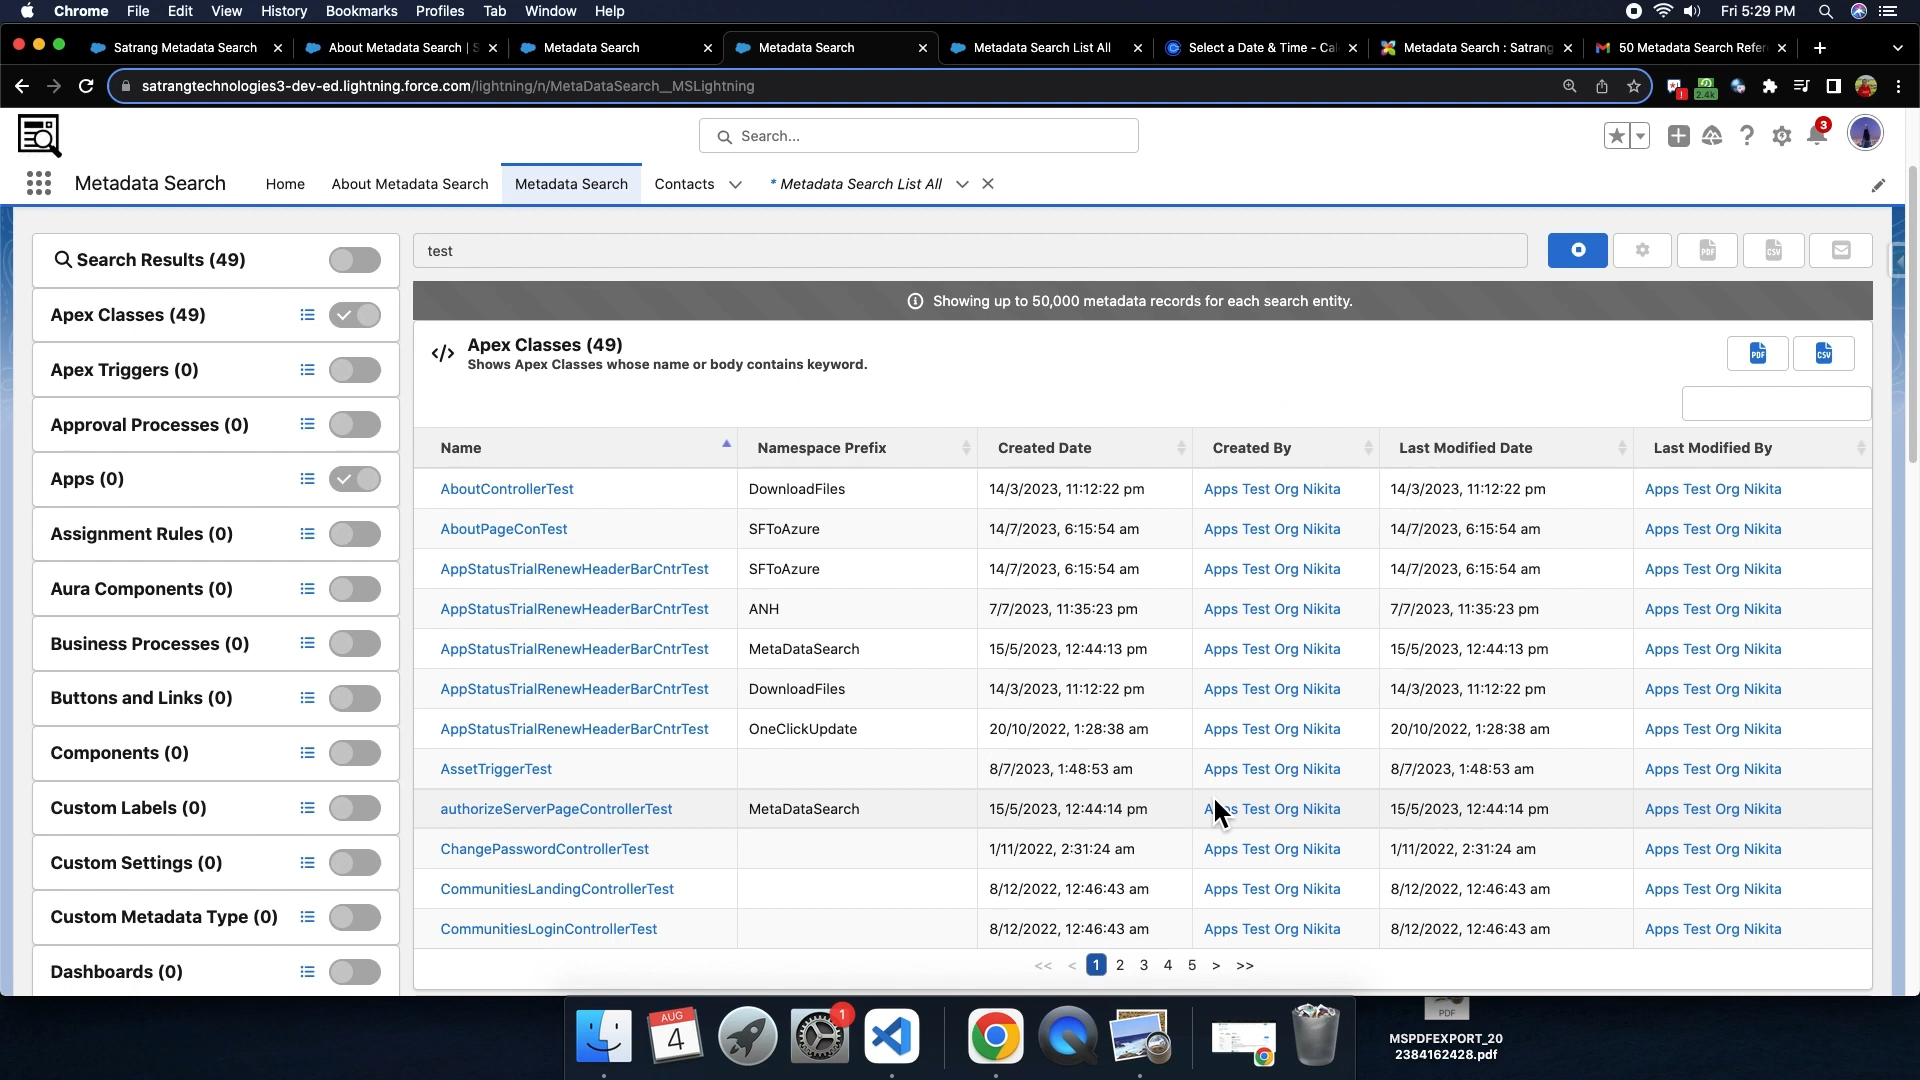 Chrome File Edit View History Bookmarks Profiles Tab Window Help Fri 5:29 PM
Satrang Metadata Search About Metadata Search | S Metadata Search Metadata Search Metadata Search List All Select a Date & Time - Cal Metadata Search : Satrang 50 Metadata Search Refer
satrangtechnologies3-dev-ed.lightning.force.com/lightning/n/MetaDataSearch__MSLightning 2.4k
Search... 3
Metadata Search Home About Metadata Search Metadata Search Contacts * Metadata Search List All
Search Results (49)
Apex Classes (49)
Apex Triggers (0)
Approval Processes (0)
Apps (0)
Assignment Rules (0)
Aura Components (0)
Business Processes (0)
Buttons and Links (0)
Components (0)
Custom Labels (0)
Custom Settings (0)
Custom Metadata Type (0)
Dashboards (0)
test PDF CSV
Showing up to 50,000 metadata records for each search entity.
Apex Classes (49)
Shows Apex Classes whose name or body contains keyword.
PDF CSV
Name Namespace Prefix Created Date Created By Last Modified Date Last Modified By
AboutControllerTest DownloadFiles 14/3/2023, 11:12:22 pm Apps Test Org Nikita 14/3/2023, 11:12:22 pm Apps Test Org Nikita
AboutPageConTest SFToAzure 14/7/2023, 6:15:54 am Apps Test Org Nikita 14/7/2023, 6:15:54 am Apps Test Org Nikita
AppStatusTrialRenewHeaderBarCntrTest SFToAzure 14/7/2023, 6:15:54 am Apps Test Org Nikita 14/7/2023, 6:15:54 am Apps Test Org Nikita
AppStatusTrialRenewHeaderBarCntrTest ANH 7/7/2023, 11:35:23 pm Apps Test Org Nikita 7/7/2023, 11:35:23 pm Apps Test Org Nikita
AppStatusTrialRenewHeaderBarCntrTest MetaDataSearch 15/5/2023, 12:44:13 pm Apps Test Org Nikita 15/5/2023, 12:44:13 pm Apps Test Org Nikita
AppStatusTrialRenewHeaderBarCntrTest DownloadFiles 14/3/2023, 11:12:22 pm Apps Test Org Nikita 14/3/2023, 11:12:22 pm Apps Test Org Nikita
AppStatusTrialRenewHeaderBarCntrTest OneClickUpdate 20/10/2022, 1:28:38 am Apps Test Org Nikita 20/10/2022, 1:28:38 am Apps Test Org Nikita
AssetTriggerTest 8/7/2023, 1:48:53 am Apps Test Org Nikita 8/7/2023, 1:48:53 am Apps Test Org Nikita
authorizeServerPageControllerTest MetaDataSearch 15/5/2023, 12:44:14 pm Apps Test Org Nikita 15/5/2023, 12:44:14 pm Apps Test Org Nikita
ChangePasswordControllerTest 1/11/2022, 2:31:24 am Apps Test Org Nikita 1/11/2022, 2:31:24 am Apps Test Org Nikita
CommunitiesLandingControllerTest 8/12/2022, 12:46:43 am Apps Test Org Nikita 8/12/2022, 12:46:43 am Apps Test Org Nikita
CommunitiesLoginControllerTest 8/12/2022, 12:46:43 am Apps Test Org Nikita 8/12/2022, 12:46:43 am Apps Test Org Nikita
<< < 1 2 3 4 5 > >>
AUG
4
1
PDF
MSPDFEXPORT_20
2384162428.pdf